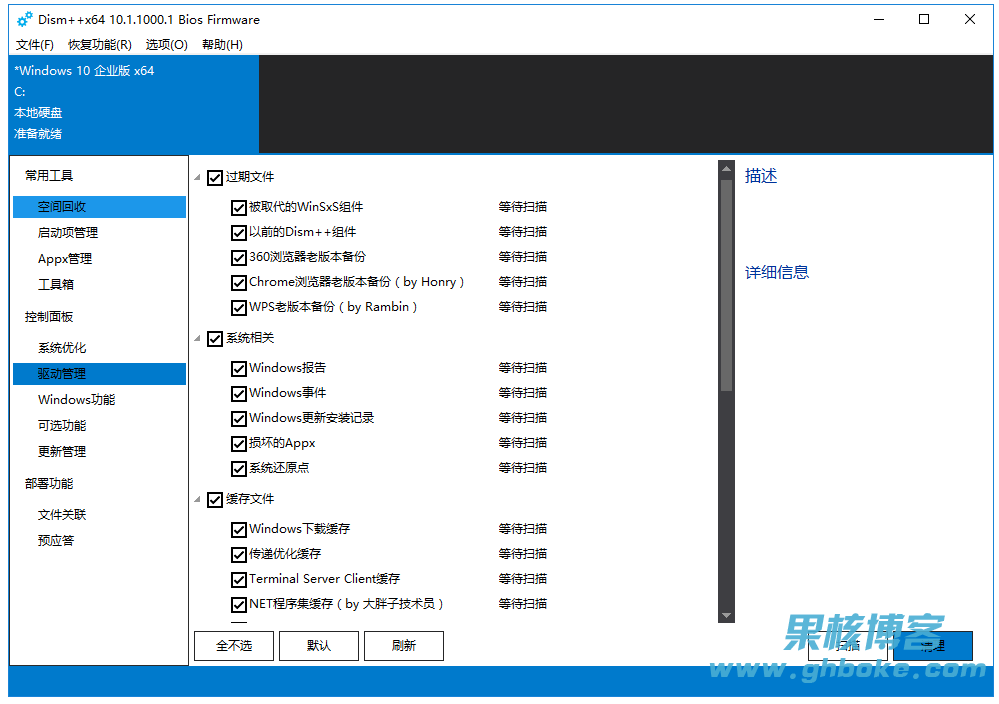 Dism++x64 10.1.1000.1 Bios Firmware
文件(F) 恢复功能(R) 选项(O) 帮助(H)
*Windows 10 企业版 x64
C:
本地硬盘
准备就绪
常用工具
空间回收
启动项管理
Appx管理
工具箱
控制面板
系统优化
驱动管理
Windows功能
可选功能
更新管理
部署功能
文件关联
预应答
过期文件
被取代的WinSxS组件 等待扫描
以前的Dism++组件 等待扫描
360浏览器老版本备份 等待扫描
Chrome浏览器老版本备份（by Honry） 等待扫描
WPS老版本备份（by Rambin） 等待扫描
系统相关
Windows报告 等待扫描
Windows事件 等待扫描
Windows更新安装记录 等待扫描
损坏的Appx 等待扫描
系统还原点 等待扫描
缓存文件
Windows下载缓存 等待扫描
传递优化缓存 等待扫描
Terminal Server Client缓存 等待扫描
NET程序集缓存（by 大胖子技术员） 等待扫描
描述
详细信息
全不选 默认 刷新 扫描 清理
果核博客
www.ghboke.com